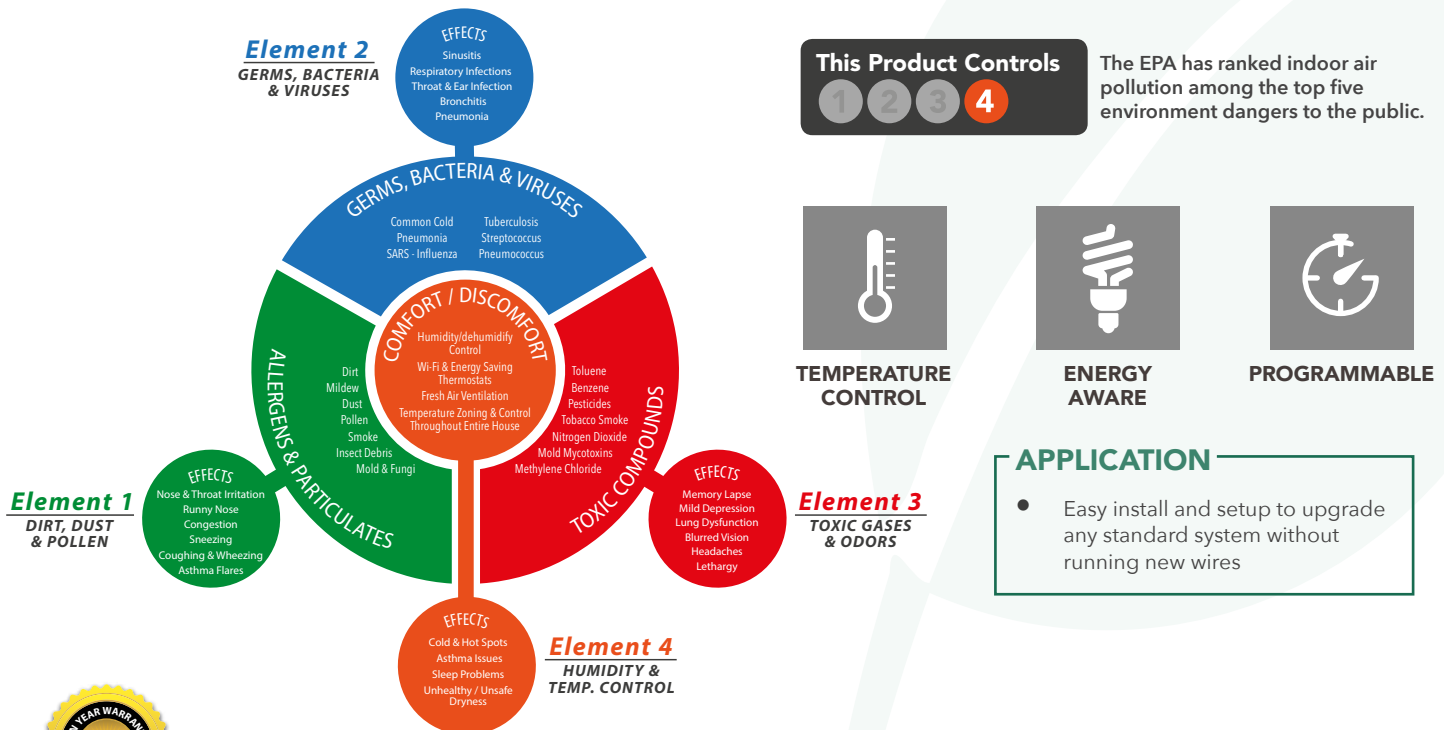 Element 2
GERMS, BACTERIA
& VIRUSES
EFFECTS
Sinusitis
Respiratory Infections
Throat & Ear Infection
Bronchitis
Pneumonia
GERMS, BACTERIA & VIRUSES
Common Cold
Pneumonia
SARS - Influenza
Tuberculosis
Streptococcus
Pneumococcus
COMFORT / DISCOMFORT
Humidity/dehumidify
Control
Wi-Fi & Energy Saving
Thermostats
Fresh Air Ventilation
Temperature Zoning & Control
Throughout Entire House
ALLERGENS & PARTICULATES
Dirt
Mildew
Dust
Pollen
Smoke
Insect Debris
Mold & Fungi
TOXIC COMPOUNDS
Toluene
Benzene
Pesticides
Tobacco Smoke
Nitrogen Dioxide
Mold Mycotoxins
Methylene Chloride
Element 1
DIRT, DUST
& POLLEN
EFFECTS
Nose & Throat Irritation
Runny Nose
Congestion
Sneezing
Coughing & Wheezing
Asthma Flares
EFFECTS
Memory Lapse
Mild Depression
Lung Dysfunction
Blurred Vision
Headaches
Lethargy
Element 3
TOXIC GASES
& ODORS
EFFECTS
Cold & Hot Spots
Asthma Issues
Sleep Problems
Unhealthy / Unsafe
Dryness
Element 4
HUMIDITY &
TEMP. CONTROL
YEAR
This Product Controls
1 2 3 4
The EPA has ranked indoor air
pollution among the top five
environment dangers to the public.
TEMPERATURE
CONTROL
ENERGY
AWARE
PROGRAMMABLE
APPLICATION
• Easy install and setup to upgrade
any standard system without
running new wires